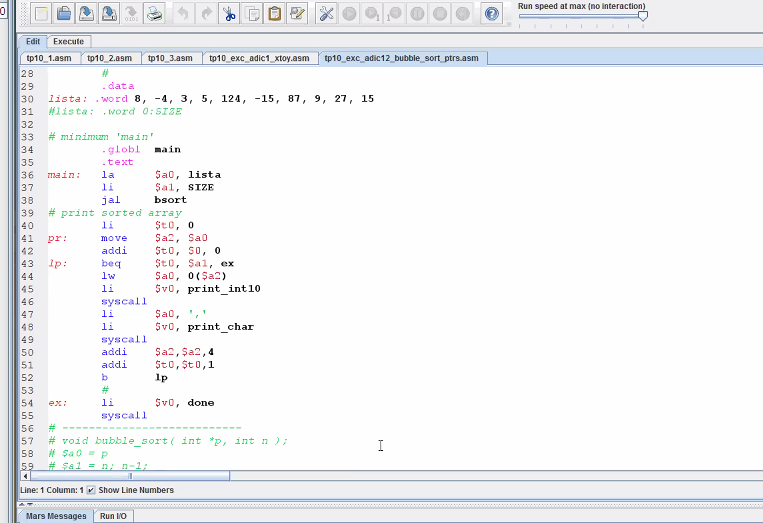 0
Run speed at max (no interaction)
Edit Execute
tp10_1.asm tp10_2.asm tp10_3.asm tp10_exc_adic1_xtoy.asm tp10_exc_adic12_bubble_sort_ptrs.asm
28 #
29 .data
30 lista: .word 8, -4, 3, 5, 124, -15, 87, 9, 27, 15
31 #lista: .word 0:SIZE
32
33 # minimum 'main'
34 .globl main
35 .text
36 main: la $a0, lista
37 li $a1, SIZE
38 jal bsort
39 # print sorted array
40 li $t0, 0
41 pr: move $a2, $a0
42 addi $t0, $0, 0
43 lp: beq $t0, $a1, ex
44 lw $a0, 0($a2)
45 li $v0, print_int10
46 syscall
47 li $a0, ','
48 li $v0, print_char
49 syscall
50 addi $a2,$a2,4
51 addi $t0,$t0,1
52 b lp
53 #
54 ex: li $v0, done
55 syscall
56 # ---------------------------
57 # void bubble_sort( int *p, int n );
58 # $a0 = p
59 # $a1 = n; n-1;
Line: 1 Column: 1 Show Line Numbers
Mars Messages Run I/O